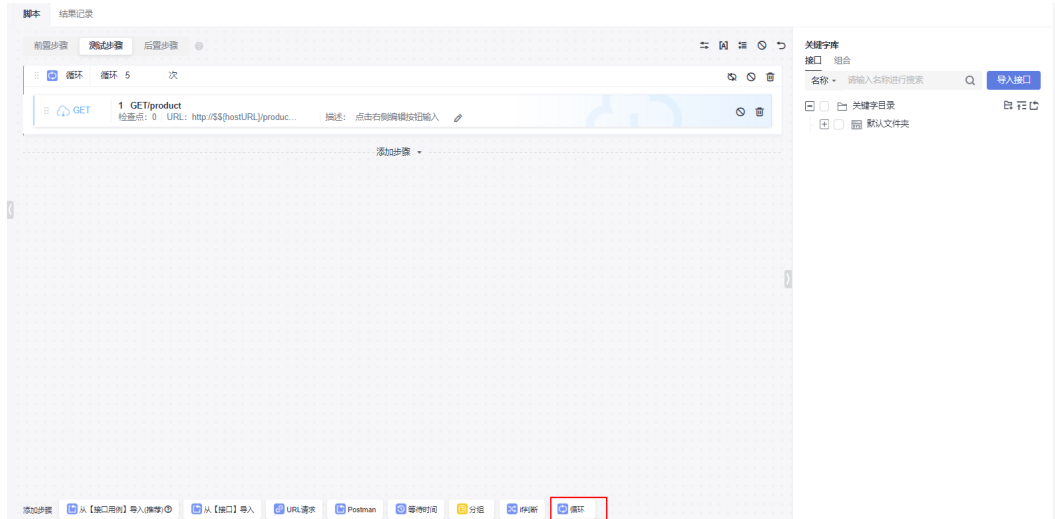 脚本 结果记录
前置步骤 测试步骤 后置步骤
循环 循环 5 次
GET 1 GET/product
检查点: 0 URL: http://$${hostURL}/produc... 描述: 点击右侧编辑按钮输入
添加步骤
关键字库
接口 组合
名称 请输入名称进行搜索 导入接口
关键字目录
默认文件夹
添加步骤 从【接口用例】导入(推荐) 从【接口】导入 URL请求 Postman 等待时间 分组 if判断 循环